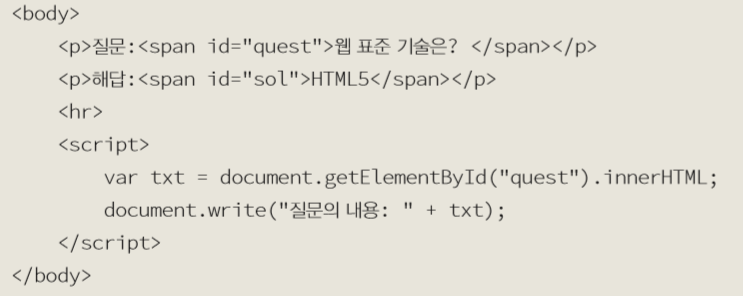 <body>
    <p>질문:<span id="quest">웹 표준 기술은? </span></p>
    <p>해답:<span id="sol">HTML5</span></p>
    <hr>
    <script>
        var txt = document.getElementById("quest").innerHTML;
        document.write("질문의 내용: " + txt);
    </script>
</body>